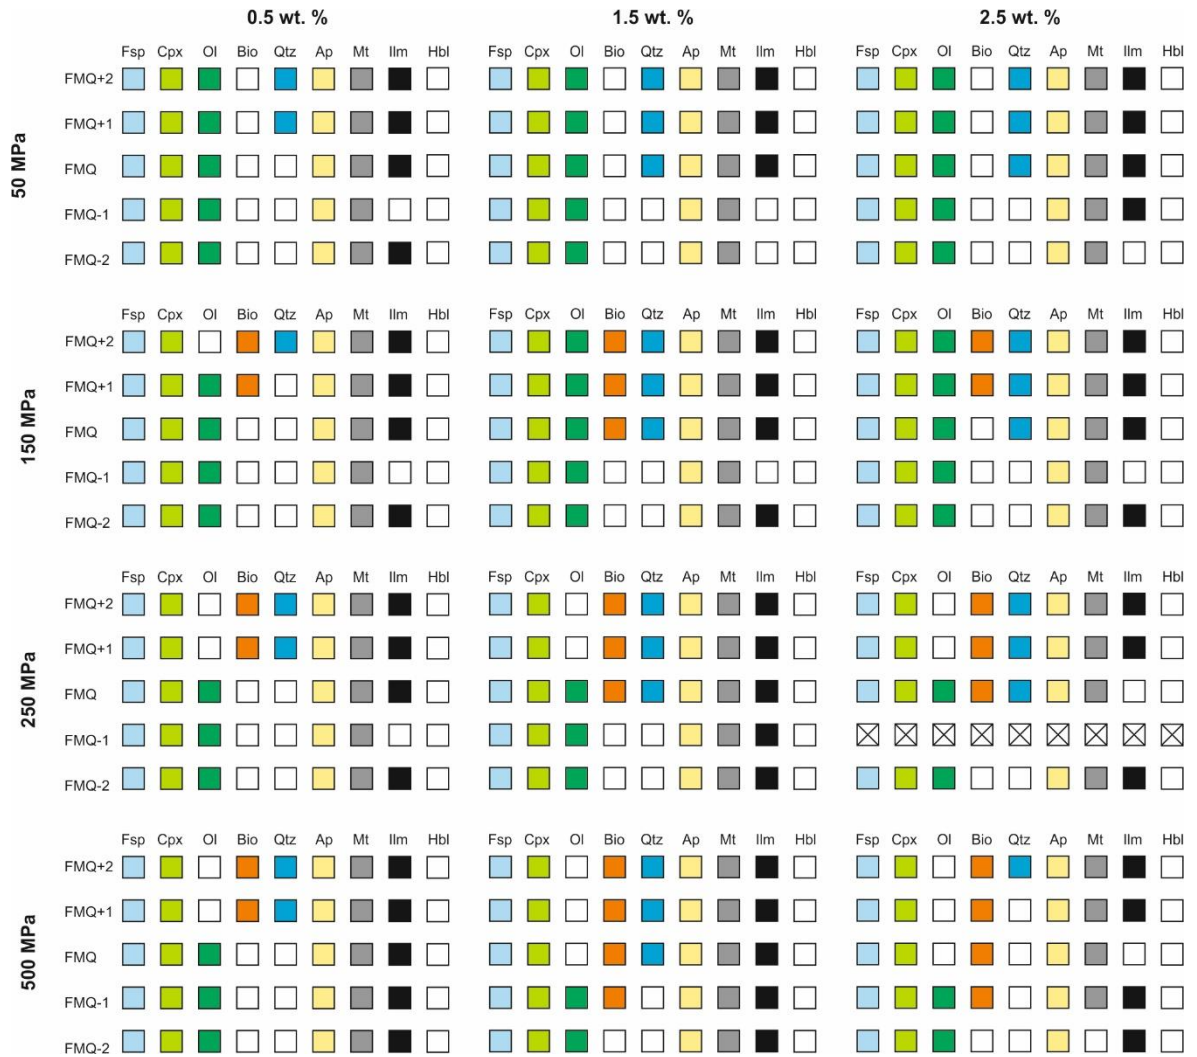 0.5 wt. % 1.5 wt. % 2.5 wt. %
50 MPa
Fsp Cpx Ol Bio Qtz Ap Mt Ilm Hbl Fsp Cpx Ol Bio Qtz Ap Mt Ilm Hbl Fsp Cpx Ol Bio Qtz Ap Mt Ilm Hbl
FMQ+2
FMQ+1
FMQ
FMQ-1
FMQ-2
150 MPa
Fsp Cpx Ol Bio Qtz Ap Mt Ilm Hbl Fsp Cpx Ol Bio Qtz Ap Mt Ilm Hbl Fsp Cpx Ol Bio Qtz Ap Mt Ilm Hbl
FMQ+2
FMQ+1
FMQ
FMQ-1
FMQ-2
250 MPa
Fsp Cpx Ol Bio Qtz Ap Mt Ilm Hbl Fsp Cpx Ol Bio Qtz Ap Mt Ilm Hbl Fsp Cpx Ol Bio Qtz Ap Mt Ilm Hbl
FMQ+2
FMQ+1
FMQ
FMQ-1
FMQ-2
500 MPa
Fsp Cpx Ol Bio Qtz Ap Mt Ilm Hbl Fsp Cpx Ol Bio Qtz Ap Mt Ilm Hbl Fsp Cpx Ol Bio Qtz Ap Mt Ilm Hbl
FMQ+2
FMQ+1
FMQ
FMQ-1
FMQ-2